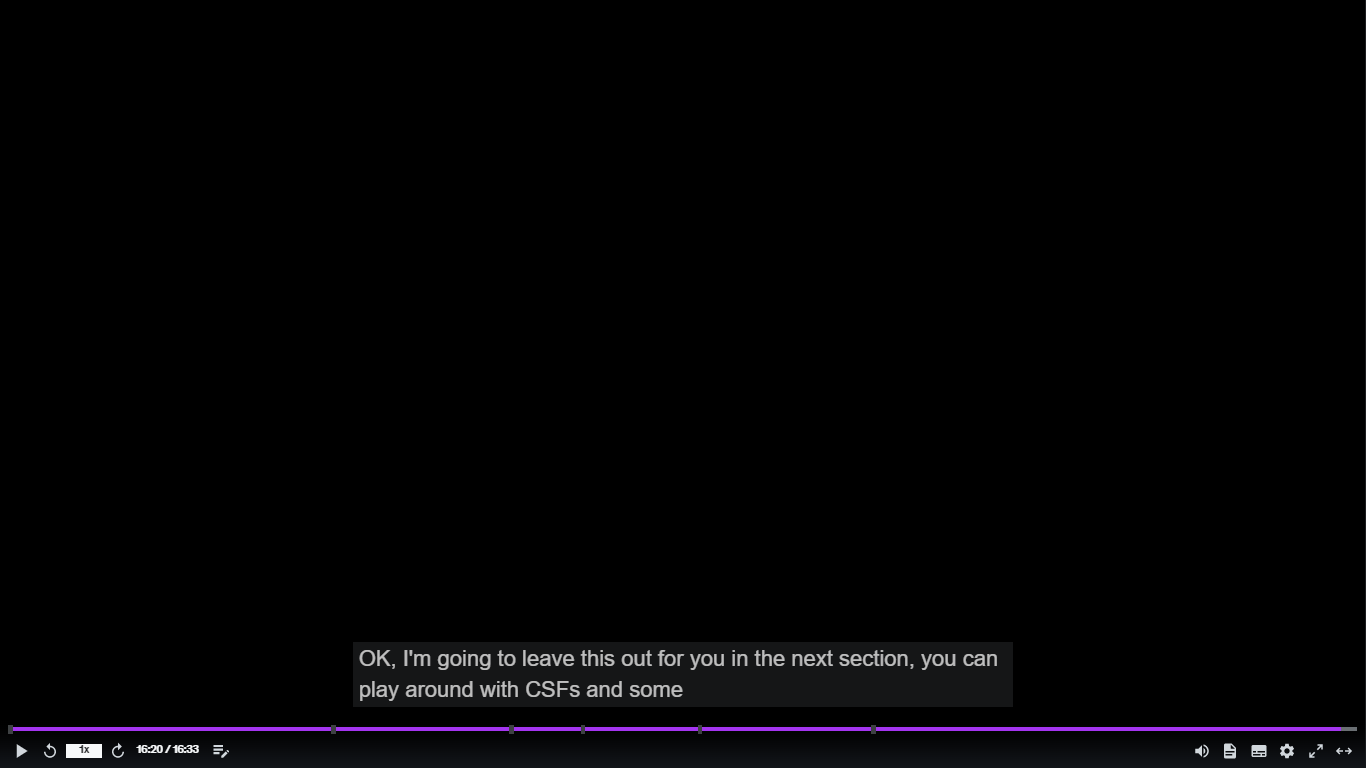 OK, I'm going to leave this out for you in the next section, you can
play around with CSFs and some
1x
16:20 / 16:33